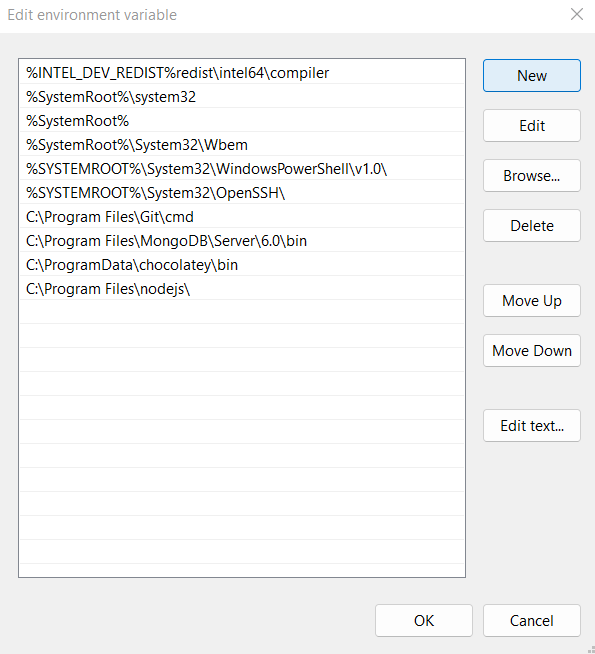 Edit environment variable
%INTEL_DEV_REDIST%redist\intel64\compiler
%SystemRoot%\system32
%SystemRoot%
%SystemRoot%\System32\Wbem
%SYSTEMROOT%\System32\WindowsPowerShell\v1.0\
%SYSTEMROOT%\System32\OpenSSH\
C:\Program Files\Git\cmd
C:\Program Files\MongoDB\Server\6.0\bin
C:\ProgramData\chocolatey\bin
C:\Program Files\nodejs\
New
Edit
Browse...
Delete
Move Up
Move Down
Edit text...
OK
Cancel